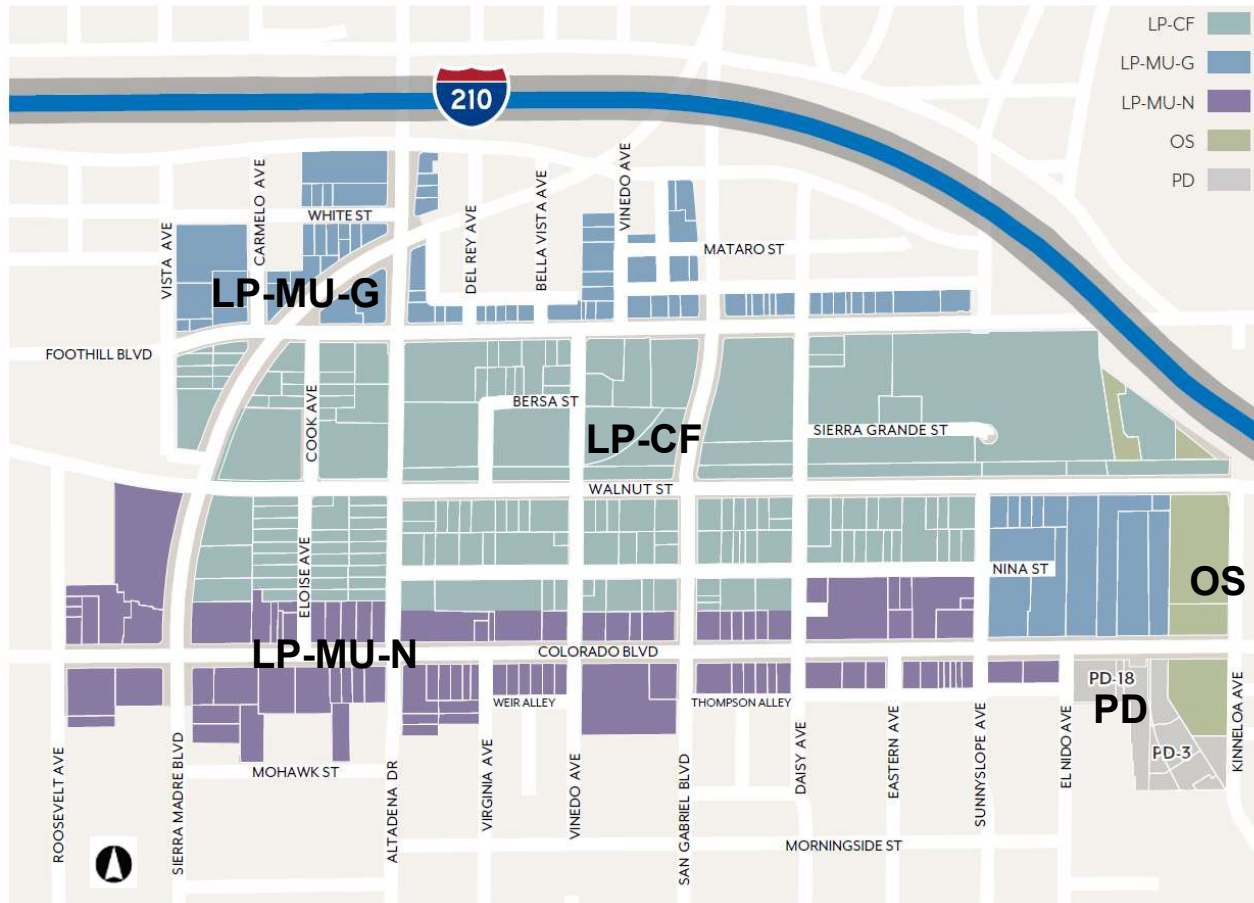 LP-CF
LP-MU-G
LP-MU-N
OS
PD
210
VISTA AVE
CARMELO AVE
WHITE ST
DEL REY AVE
BELLA VISTA AVE
VINEDO AVE
MATARO ST
LP-MU-G
FOOTHILL BLVD
COOK AVE
BERSA ST
LP-CF
SIERRA GRANDE ST
WALNUT ST
ELOISE AVE
NINA ST
OS
LP-MU-N
COLORADO BLVD
PD-18
PD
WEIR ALLEY
THOMPSON ALLEY
PD-3
MOHAWK ST
ROOSEVELT AVE
SIERRA MADRE BLVD
ALTADENA DR
VIRGINIA AVE
VINEDO AVE
SAN GABRIEL BLVD
DAISY AVE
EASTERN AVE
SUNNYSLOPE AVE
EL NIDO AVE
KINNELOA AVE
MORNINGSIDE ST